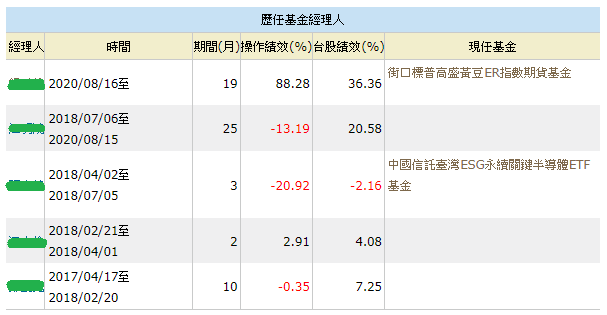 歷任基金經理人
經理人 時間 期間(月) 操作績效(%) 台股績效(%) 現任基金
2020/08/16至 19 88.28 36.36 街口標普高盛黃豆ER指數期貨基金
2018/07/06至
2020/08/15 25 -13.19 20.58
2018/04/02至
2018/07/05 3 -20.92 -2.16 中國信託臺灣ESG永續關鍵半導體ETF
基金
2018/02/21至
2018/04/01 2 2.91 4.08
2017/04/17至
2018/02/20 10 -0.35 7.25